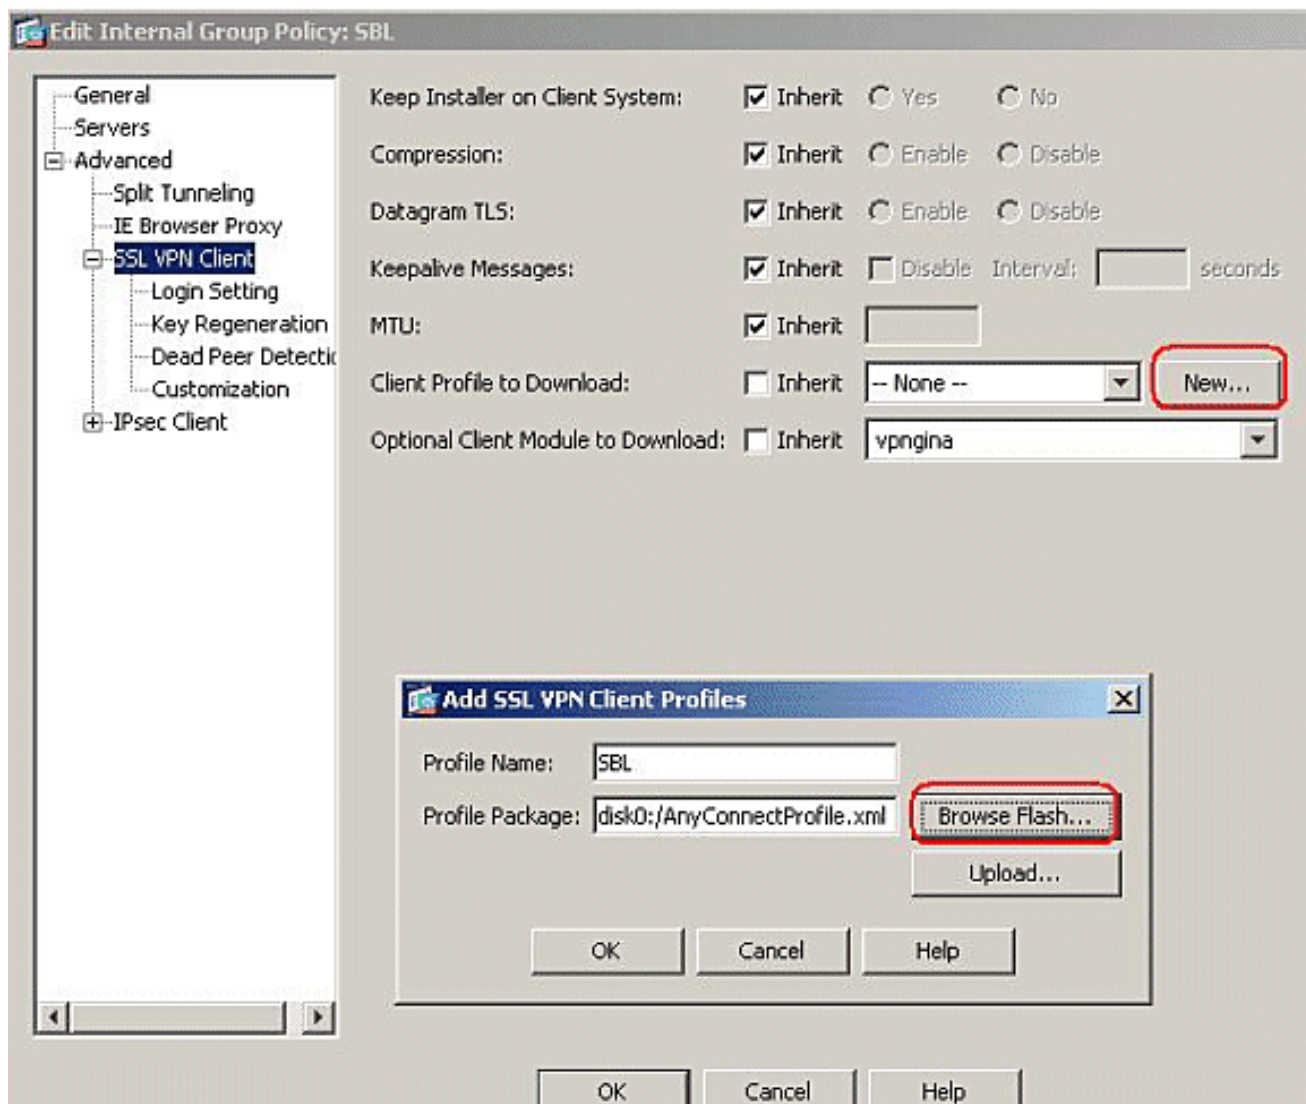 Edit Internal Group Policy: SBL
General
Servers
Advanced
Split Tunneling
IE Browser Proxy
SSL VPN Client
Login Setting
Key Regeneration
Dead Peer Detectic
Customization
IPsec Client
Keep Installer on Client System: Inherit Yes No
Compression: Inherit Enable Disable
Datagram TLS: Inherit Enable Disable
Keepalive Messages: Inherit Disable Interval: seconds
MTU: Inherit
Client Profile to Download: Inherit -- None -- New...
Optional Client Module to Download: Inherit vpngina
Add SSL VPN Client Profiles
Profile Name: SBL
Profile Package: disk0:/AnyConnectProfile.xml Browse Flash...
Upload...
OK Cancel Help
OK Cancel Help